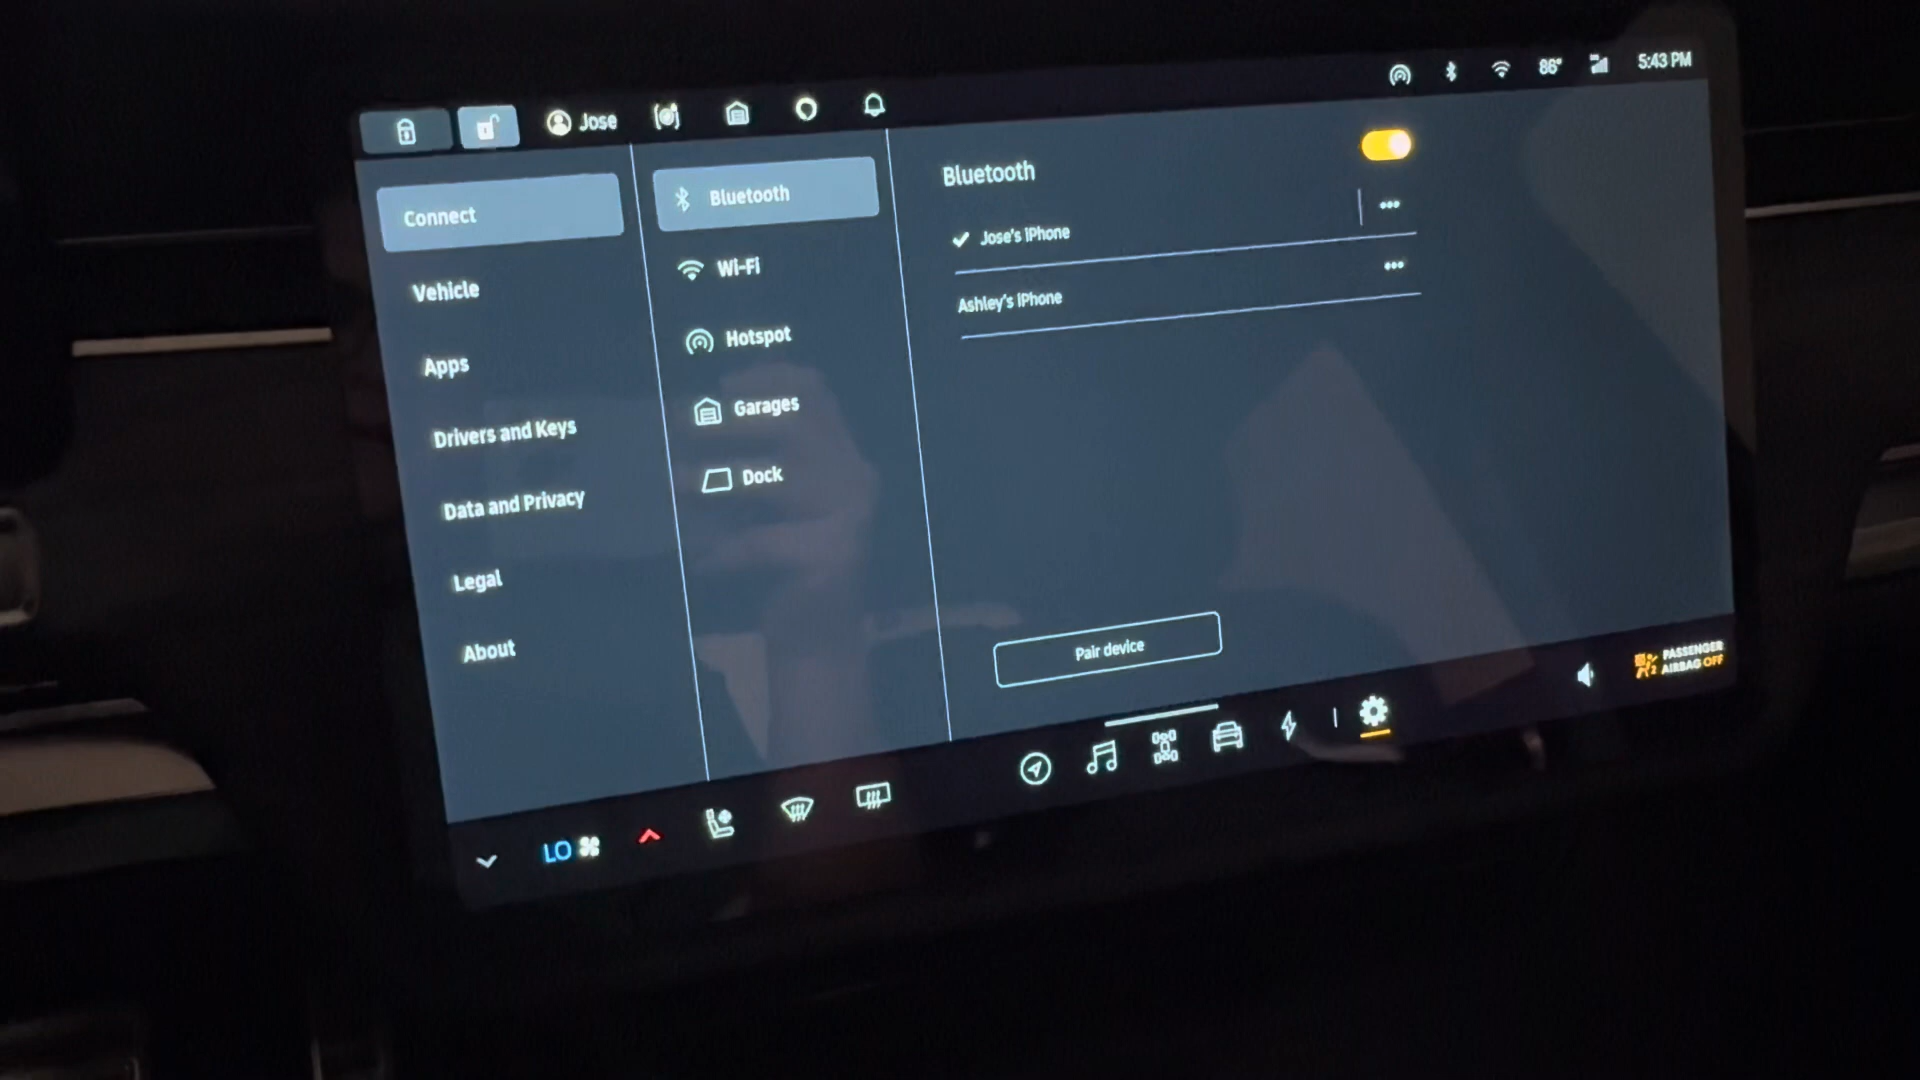 Jose
86°
5:43 PM
Connect
Vehicle
Apps
Drivers and Keys
Data and Privacy
Legal
About
Bluetooth
Wi-Fi
Hotspot
Garages
Dock
Bluetooth
Jose's iPhone
Ashley's iPhone
Pair device
LO
PASSENGER
AIRBAG OFF